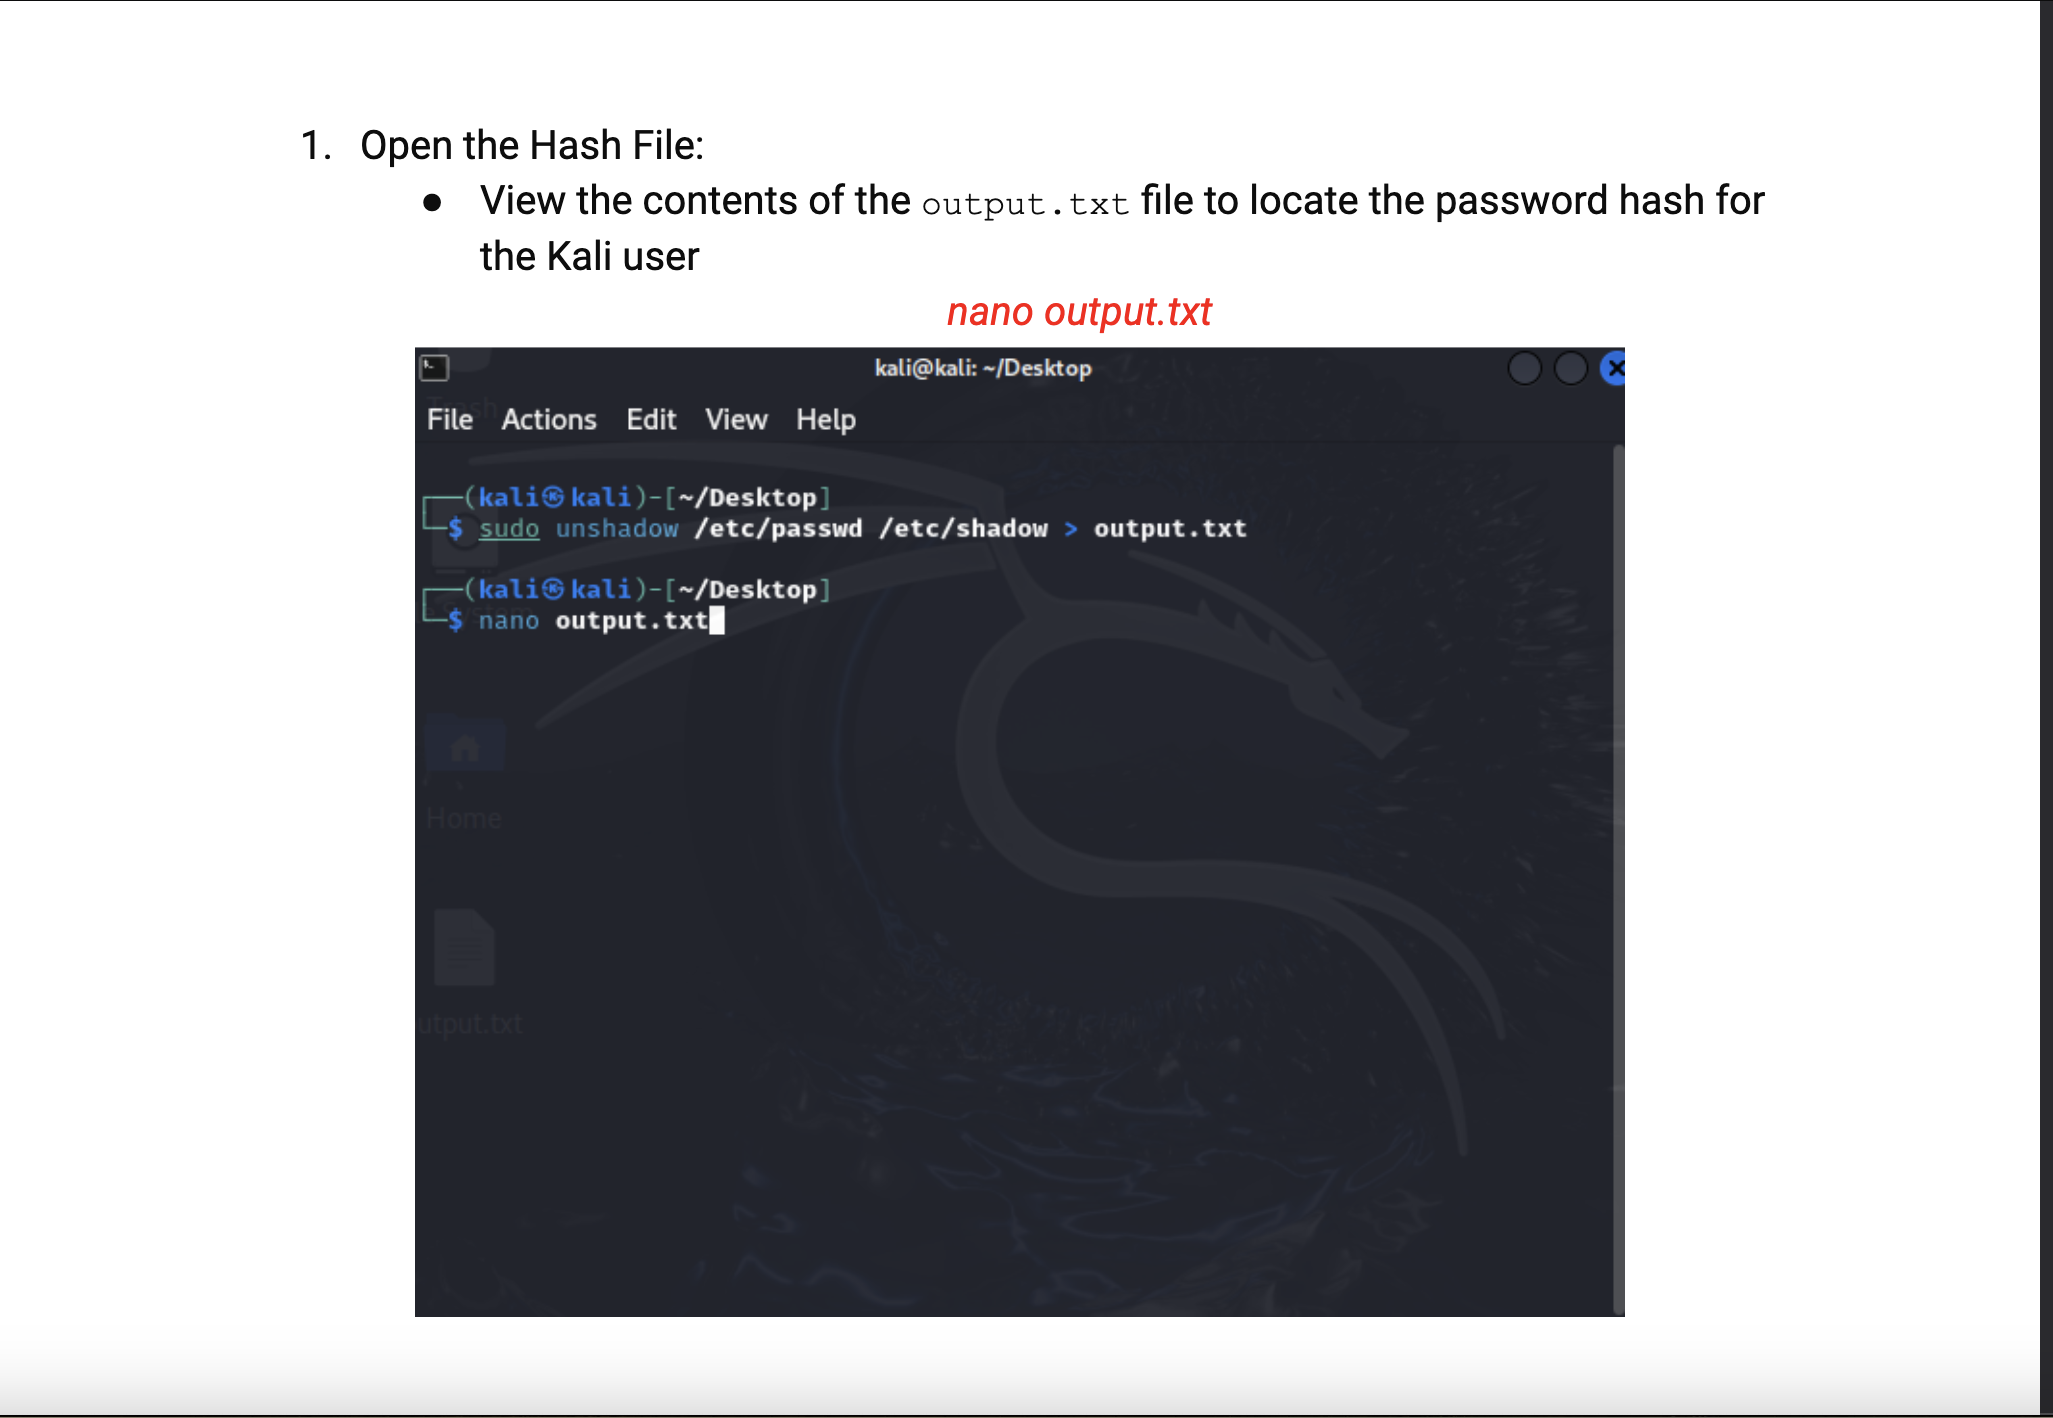 1. Open the Hash File:
● View the contents of the output.txt file to locate the password hash for
the Kali user
nano output.txt
kali@kali: ~/Desktop
Trash
File Actions Edit View Help
┌──(kali㉿kali)-[~/Desktop]
└─$ sudo unshadow /etc/passwd /etc/shadow > output.txt
┌──(kali㉿kali)-[~/Desktop]
System
└─$ nano output.txt
Home
utput.txt